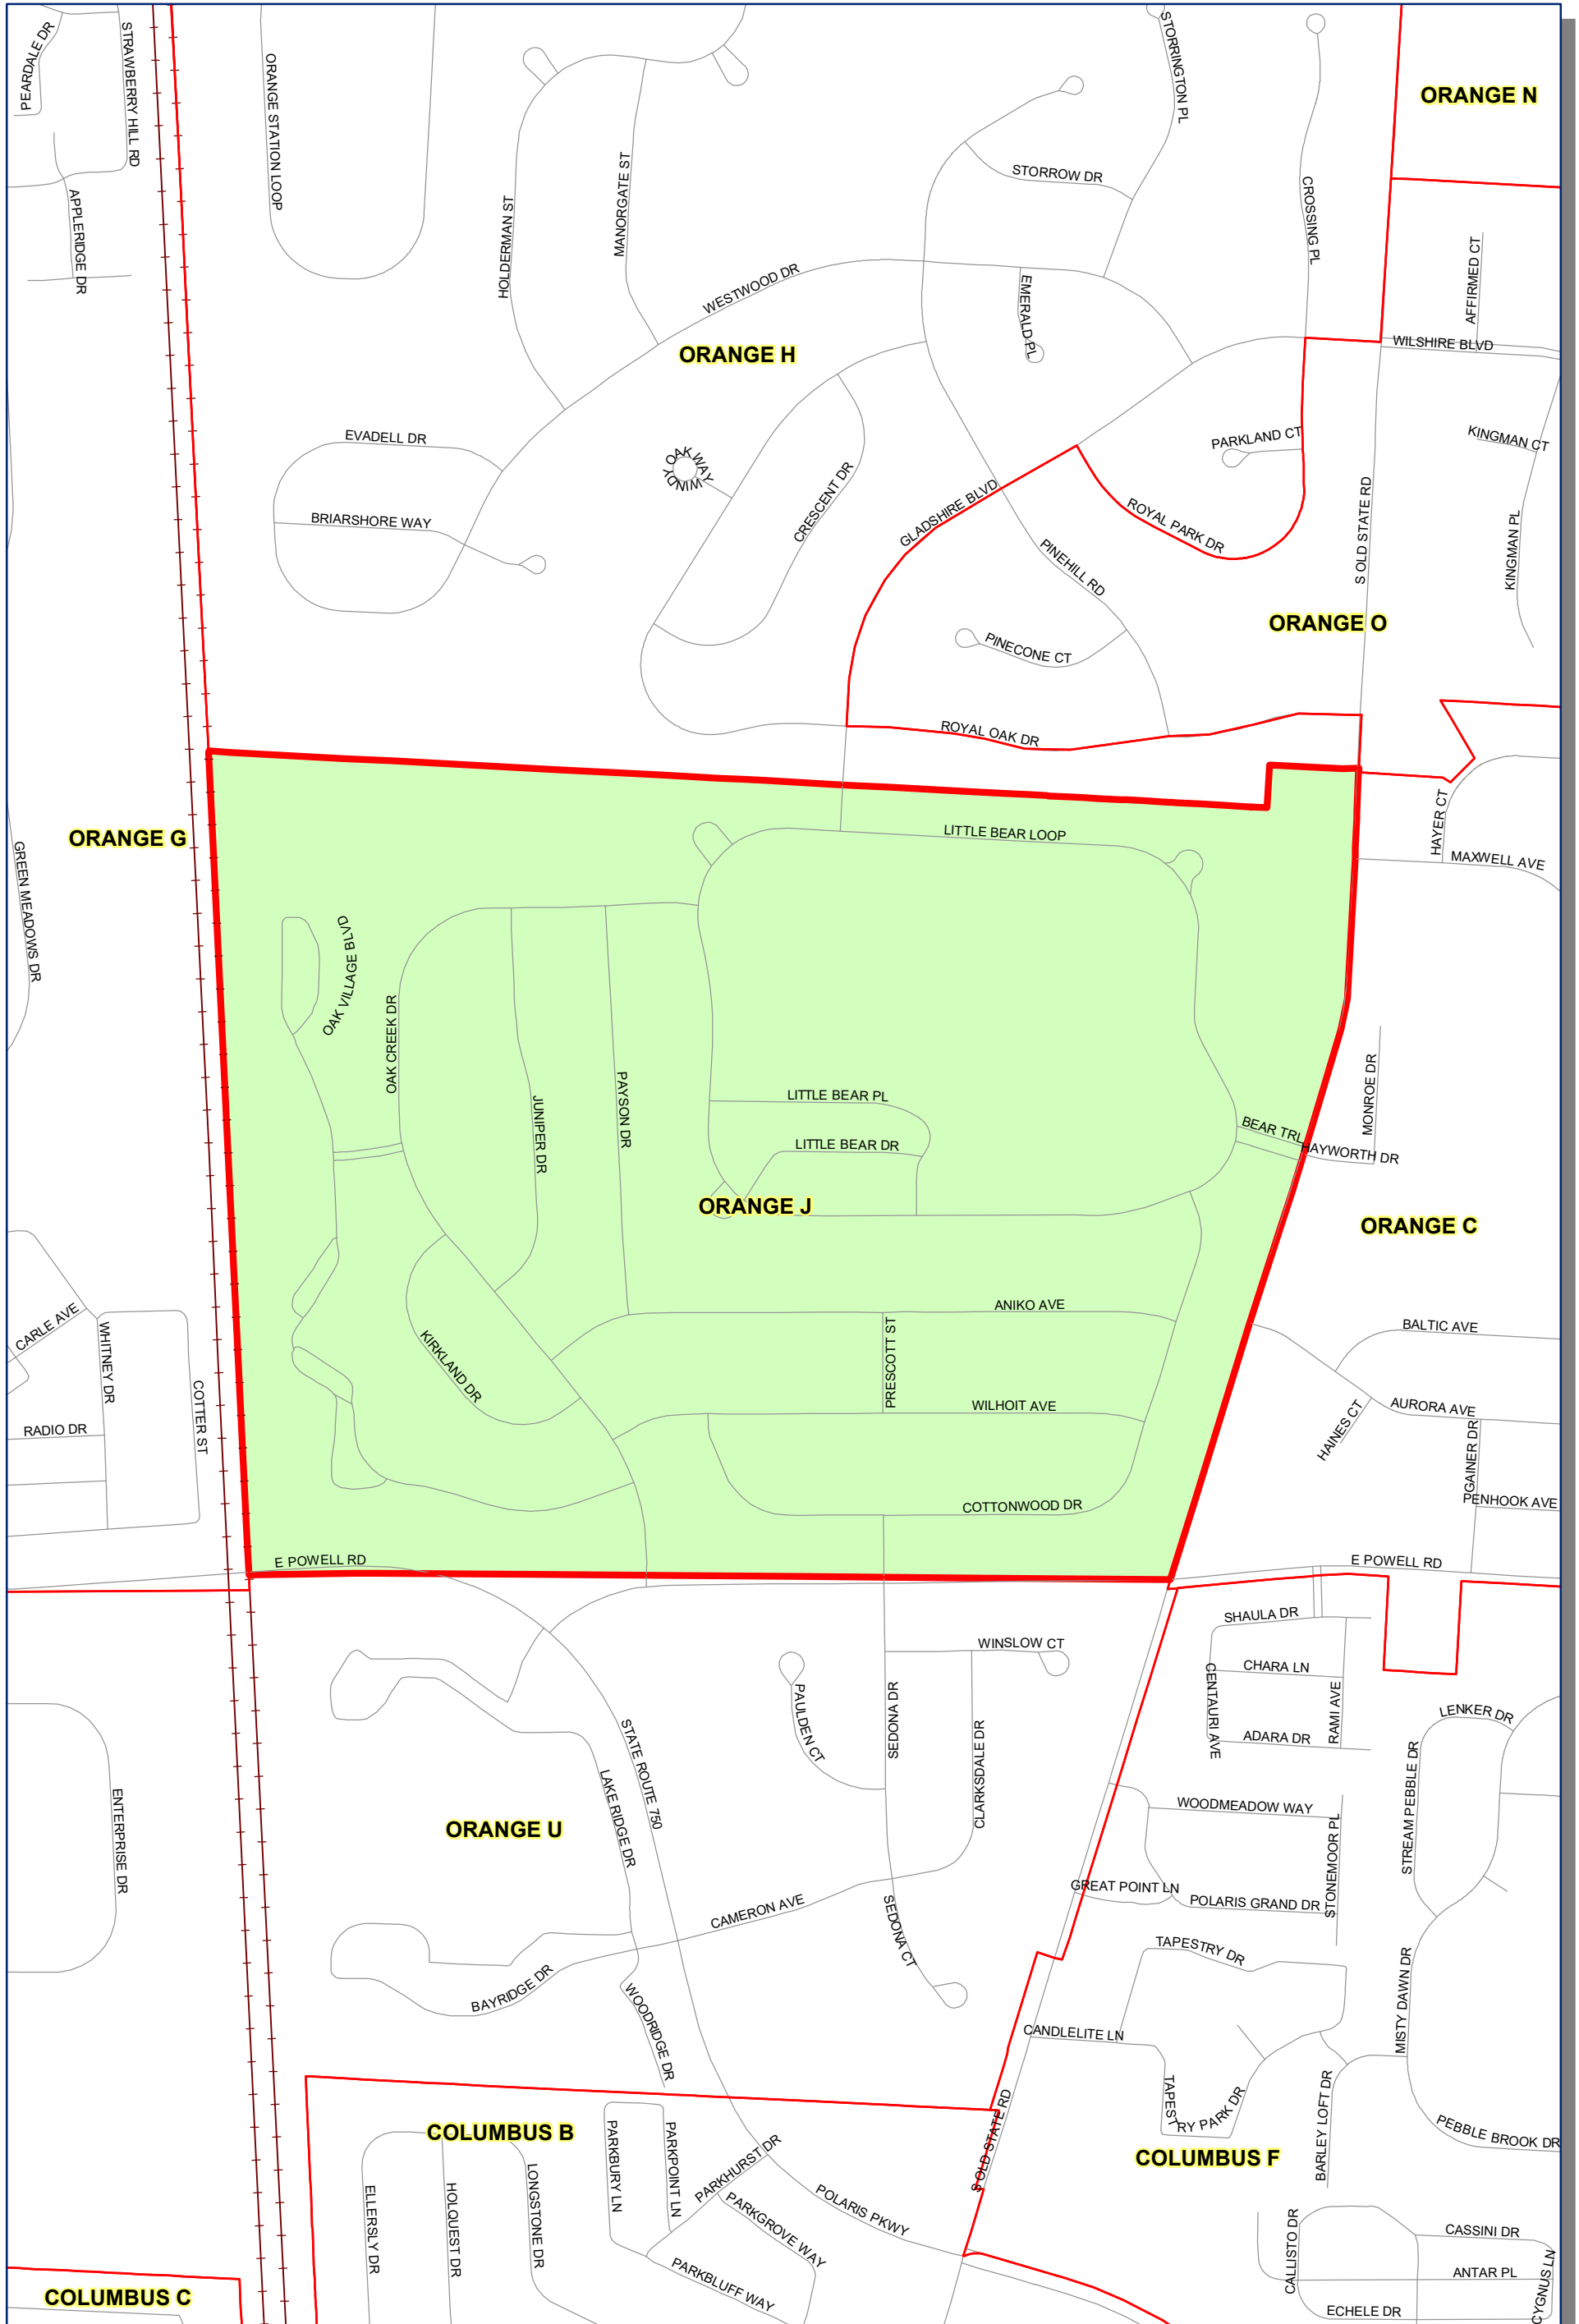 PEARDALE DR
STRAWBERRY HILL RD
APPLERIDGE DR
ORANGE STATION LOOP
HOLDERMAN ST
MANORGATE ST
WESTWOOD DR
STORRINGTON PL
STORROW DR
CROSSING PL
EMERALD PL
ORANGE N
AFFIRMED CT
WILSHIRE BLVD
ORANGE H
EVADELL DR
BRIARSHORE WAY
WINDY OAK WAY
CRESCENT DR
GLADSHIRE BLVD
PARKLAND CT
ROYAL PARK DR
PINEHILL RD
PINECONE CT
S OLD STATE RD
KINGMAN CT
KINGMAN PL
ORANGE O
ROYAL OAK DR
ORANGE G
GREEN MEADOWS DR
LITTLE BEAR LOOP
HAYER CT
MAXWELL AVE
OAK VILLAGE BLVD
OAK CREEK DR
JUNIPER DR
PAYSON DR
LITTLE BEAR PL
LITTLE BEAR DR
BEAR TRL
HAYWORTH DR
MONROE DR
ORANGE J
ORANGE C
ANIKO AVE
PRESCOTT ST
KIRKLAND DR
WILHOIT AVE
COTTONWOOD DR
BALTIC AVE
AURORA AVE
HAINES CT
GAINER DR
PENHOOK AVE
CARLE AVE
WHITNEY DR
COTTER ST
RADIO DR
E POWELL RD
E POWELL RD
SHAULA DR
CHARA LN
CENTAURI AVE
RAMI AVE
ADARA DR
LENKER DR
WINSLOW CT
PAULDEN CT
SEDONA DR
CLARKSDALE DR
STATE ROUTE 750
LAKE RIDGE DR
ORANGE U
ENTERPRISE DR
WOODMEADOW WAY
STONEMOOR PL
STREAM PEBBLE DR
GREAT POINT LN
POLARIS GRAND DR
CAMERON AVE
SEDONA CT
BAYRIDGE DR
WOODRIDGE DR
TAPESTRY DR
CANDLELITE LN
MISTY DAWN DR
TAPESTRY PARK DR
BARLEY LOFT DR
PEBBLE BROOK DR
S OLD STATE RD
COLUMBUS B
COLUMBUS F
PARKBURY LN
PARKPOINT LN
PARKHURST DR
PARKGROVE WAY
PARKBLUFF WAY
POLARIS PKWY
ELLERSLY DR
HOLQUEST DR
LONGSTONE DR
CALLISTO DR
CASSINI DR
ANTAR PL
CYGNUS LN
ECHELE DR
COLUMBUS C